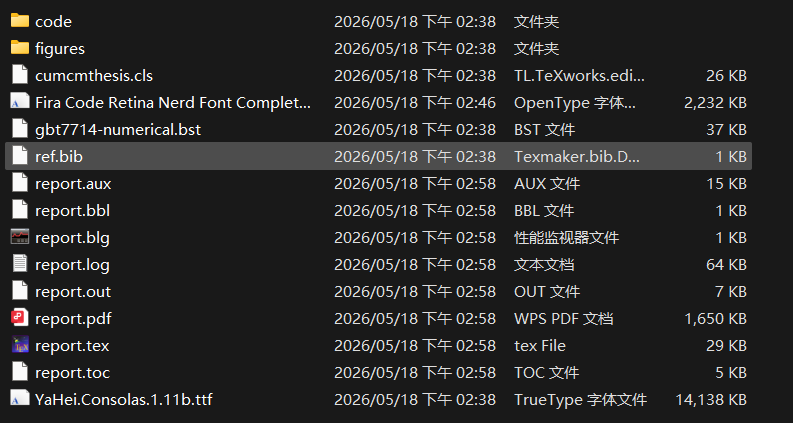 code 2026/05/18 下午 02:38 文件夹
figures 2026/05/18 下午 02:38 文件夹
cumcmthesis.cls 2026/05/18 下午 02:38 TL.TeXworks.edi... 26 KB
Fira Code Retina Nerd Font Complet... 2026/05/18 下午 02:46 OpenType 字体... 2,232 KB
gbt7714-numerical.bst 2026/05/18 下午 02:38 BST 文件 37 KB
ref.bib 2026/05/18 下午 02:38 Texmaker.bib.D... 1 KB
report.aux 2026/05/18 下午 02:58 AUX 文件 15 KB
report.bbl 2026/05/18 下午 02:58 BBL 文件 1 KB
report.blg 2026/05/18 下午 02:58 性能监视器文件 1 KB
report.log 2026/05/18 下午 02:58 文本文档 64 KB
report.out 2026/05/18 下午 02:58 OUT 文件 7 KB
report.pdf 2026/05/18 下午 02:58 WPS PDF 文档 1,650 KB
report.tex 2026/05/18 下午 02:58 tex File 29 KB
report.toc 2026/05/18 下午 02:58 TOC 文件 5 KB
YaHei.Consolas.1.11b.ttf 2026/05/18 下午 02:38 TrueType 字体文件 14,138 KB